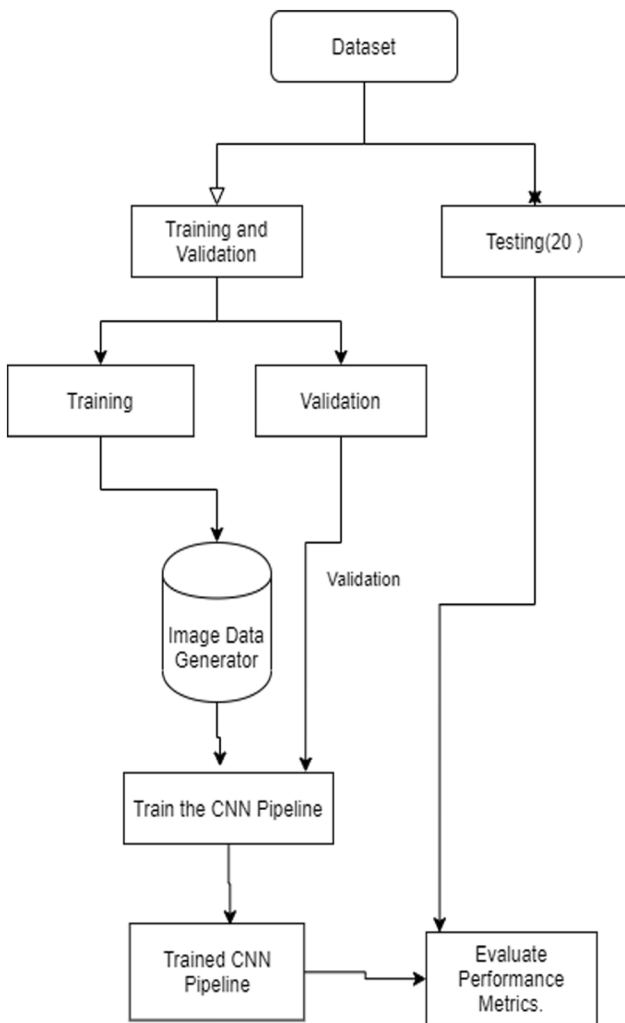 Dataset
Training and
Validation
Testing(20 )
Training
Validation
Validation
Image Data
Generator
Train the CNN Pipeline
Trained CNN
Pipeline
Evaluate
Performance
Metrics.